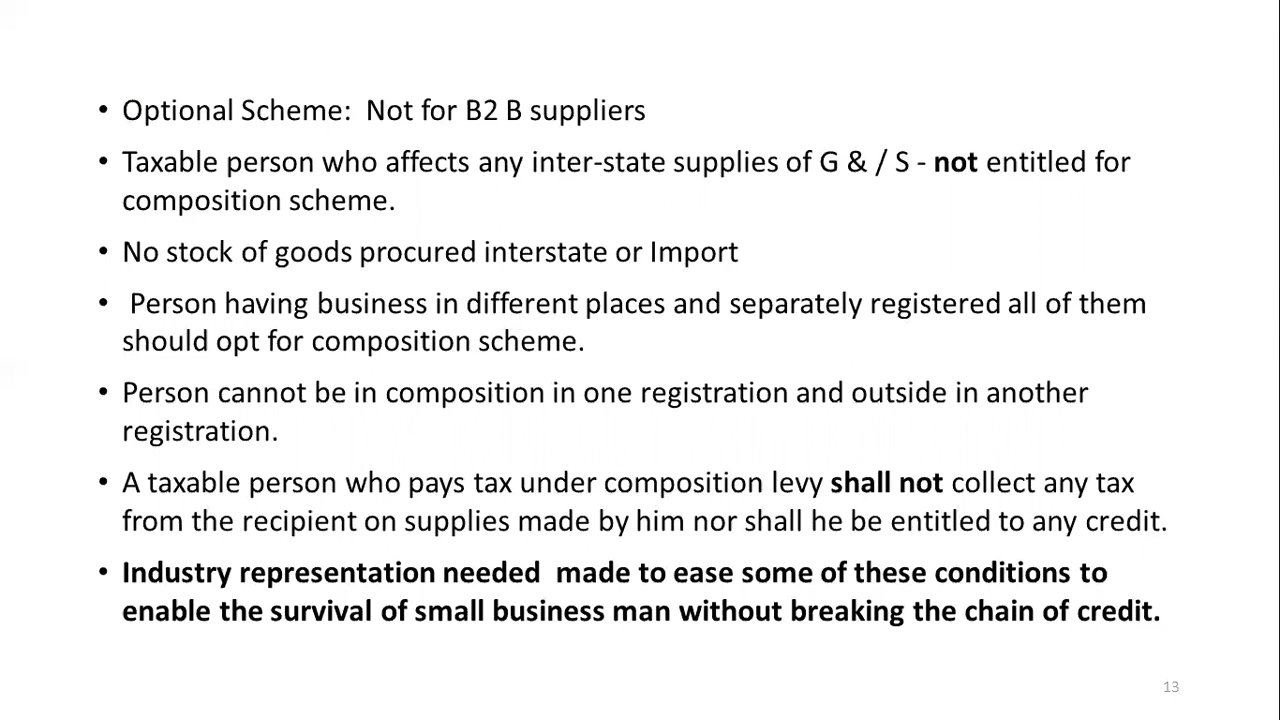 • Optional Scheme:  Not for B2 B suppliers
• Taxable person who affects any inter-state supplies of G & / S - not entitled for
composition scheme.
• No stock of goods procured interstate or Import
•  Person having business in different places and separately registered all of them
should opt for composition scheme.
• Person cannot be in composition in one registration and outside in another
registration.
• A taxable person who pays tax under composition levy shall not collect any tax
from the recipient on supplies made by him nor shall he be entitled to any credit.
• Industry representation needed  made to ease some of these conditions to
enable the survival of small business man without breaking the chain of credit.
13